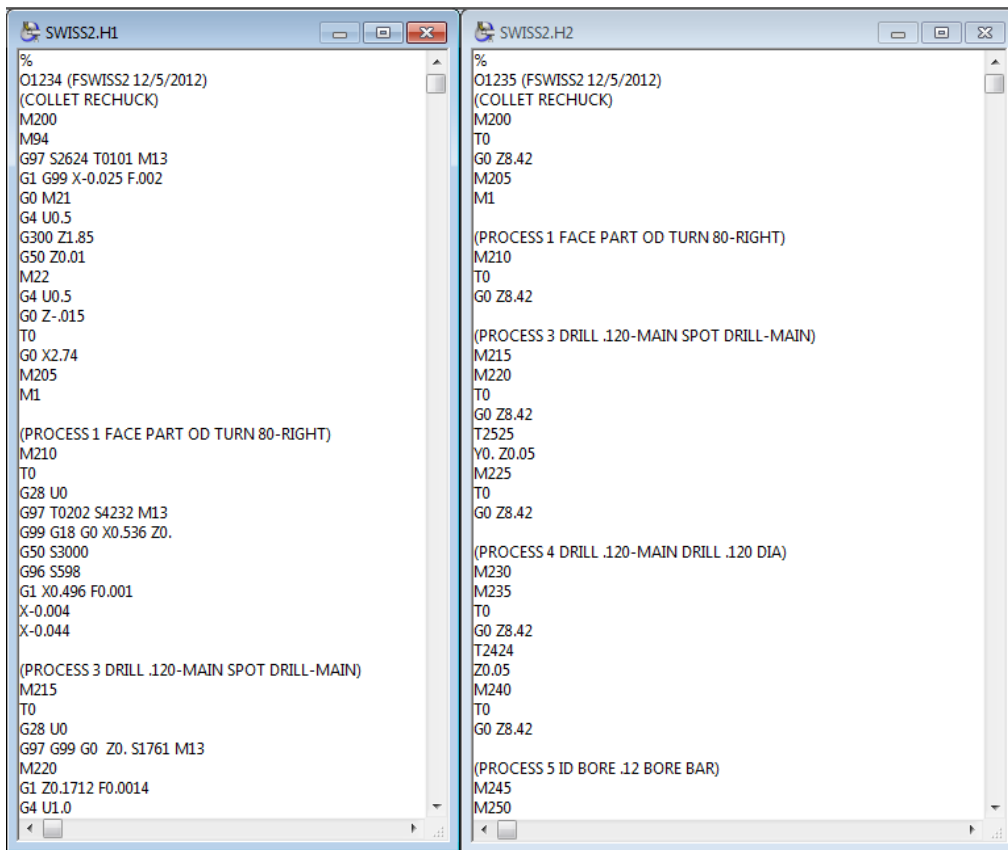 SWISS2.H1
%
O1234 (FSWISS2 12/5/2012)
(COLLET RECHUCK)
M200
M94
G97 S2624 T0101 M13
G1 G99 X-0.025 F.002
G0 M21
G4 U0.5
G300 Z1.85
G50 Z0.01
M22
G4 U0.5
G0 Z-.015
T0
G0 X2.74
M205
M1

(PROCESS 1 FACE PART OD TURN 80-RIGHT)
M210
T0
G28 U0
G97 T0202 S4232 M13
G99 G18 G0 X0.536 Z0.
G50 S3000
G96 S598
G1 X0.496 F0.001
X-0.004
X-0.044

(PROCESS 3 DRILL .120-MAIN SPOT DRILL-MAIN)
M215
T0
G28 U0
G97 G99 G0  Z0. S1761 M13
M220
G1 Z0.1712 F0.0014
G4 U1.0
SWISS2.H2
%
O1235 (FSWISS2 12/5/2012)
(COLLET RECHUCK)
M200
T0
G0 Z8.42
M205
M1

(PROCESS 1 FACE PART OD TURN 80-RIGHT)
M210
T0
G0 Z8.42

(PROCESS 3 DRILL .120-MAIN SPOT DRILL-MAIN)
M215
M220
T0
G0 Z8.42
T2525
Y0. Z0.05
M225
T0
G0 Z8.42

(PROCESS 4 DRILL .120-MAIN DRILL .120 DIA)
M230
M235
T0
G0 Z8.42
T2424
Z0.05
M240
T0
G0 Z8.42

(PROCESS 5 ID BORE .12 BORE BAR)
M245
M250